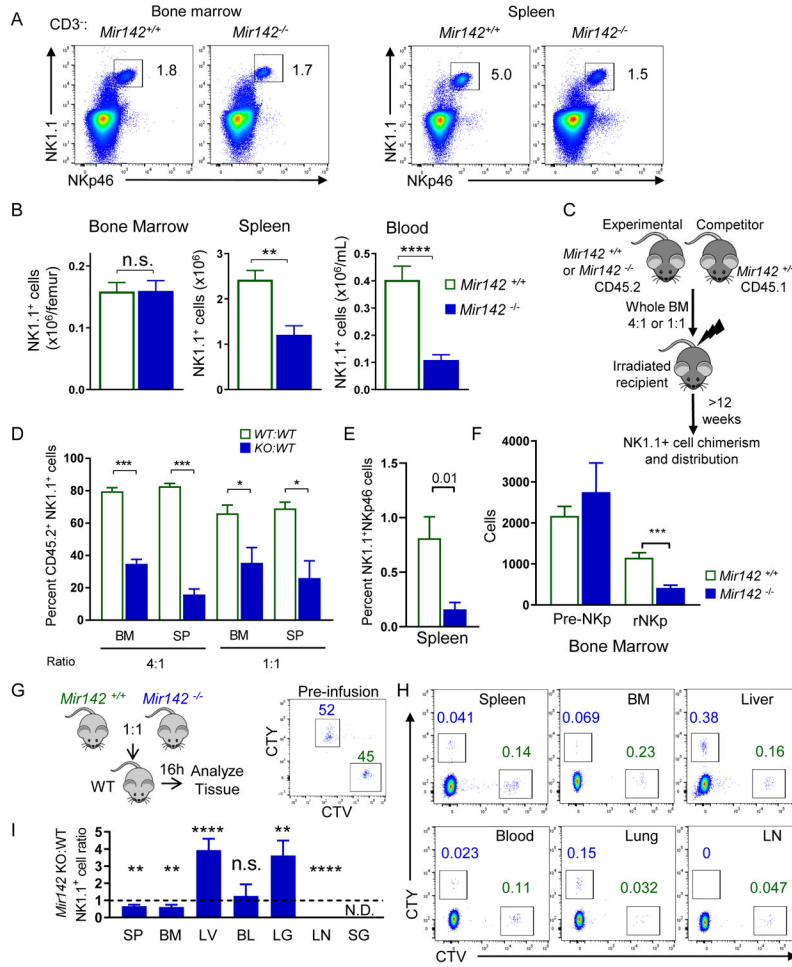 A
CD3-:
Bone marrow
Spleen
Mir142+/+
Mir142-/-
Mir142+/+
Mir142-/-
1.8
1.7
5.0
1.5
NK1.1
NKp46
NK1.1
NKp46
B
Bone Marrow
Spleen
Blood
NK1.1+ cells
(x10⁶/femur)
0.2
0.1
0.0
n.s.
NK1.1+ cells (x10⁶)
3
2
1
0
**
NK1.1+ cells (x10⁶/mL)
0.5
0.4
0.3
0.2
0.1
0.0
****
Mir142 +/+
Mir142 -/-
C
Experimental
Competitor
Mir142 +/+
or Mir142 -/-
CD45.2
CD45.1
Whole BM
4:1 or 1:1
Irradiated
recipient
>12
weeks
NK1.1+ cell chimerism
and distribution
D
WT:WT
KO:WT
Percent CD45.2+ NK1.1+ cells
100
80
60
40
20
0
***
***
*
*
BM
SP
BM
SP
Ratio
4:1
1:1
E
Percent NK1.1+NKp46 cells
1.5
1.0
0.5
0.0
0.01
Spleen
F
Cells
4000
3000
2000
1000
0
***
Pre-NKp
rNKp
Bone Marrow
Mir142 +/+
Mir142 -/-
G
Mir142 +/+
Mir142 -/-
1:1
WT
16h
Analyze
Tissue
Pre-infusion
52
45
CTY
CTV
H
Spleen
BM
Liver
0.041
0.14
0.069
0.23
0.38
0.16
Blood
Lung
LN
0.023
0.11
0.15
0.032
0
0.047
CTY
CTV
I
Mir142 KO:WT
NK1.1+ cell ratio
5
4
3
2
1
0
**
**
****
n.s.
**
****
N.D.
SP
BM
LV
BL
LG
LN
SG